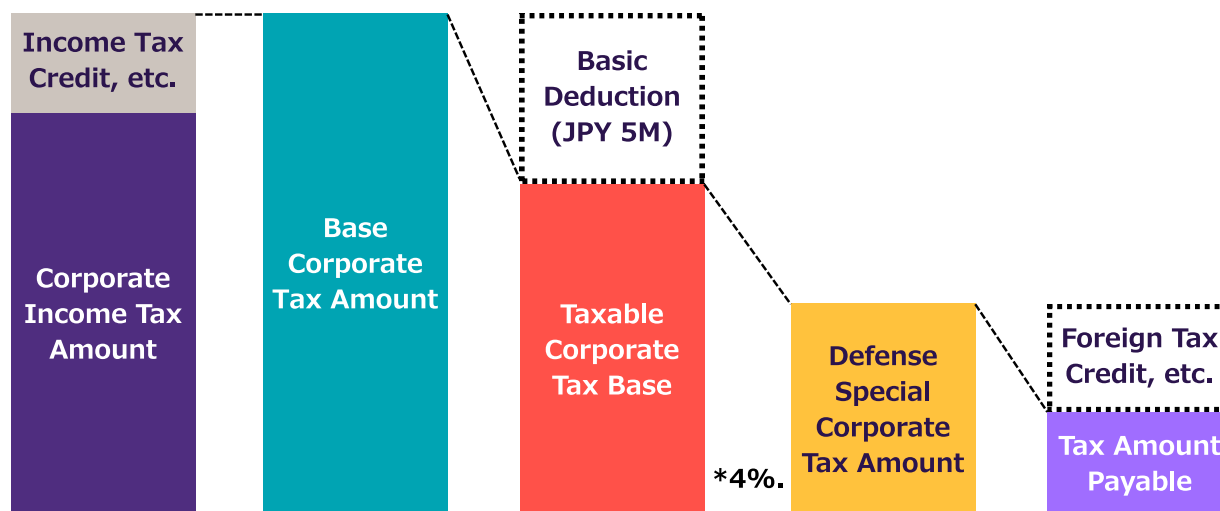 Income Tax
Credit, etc.
Corporate
Income Tax
Amount
Base
Corporate
Tax Amount
Basic
Deduction
(JPY 5M)
Taxable
Corporate
Tax Base
*4%.
Defense
Special
Corporate
Tax Amount
Foreign Tax
Credit, etc.
Tax Amount
Payable